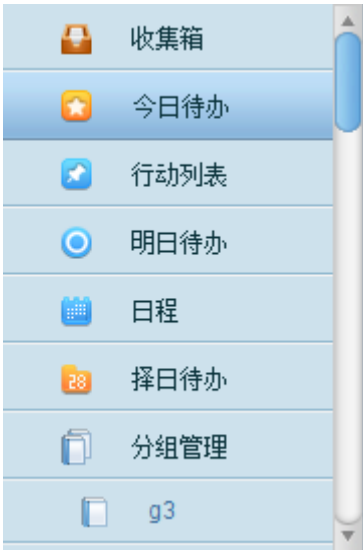 收集箱
今日待办
行动列表
明日待办
日程
28
择日待办
分组管理
g3